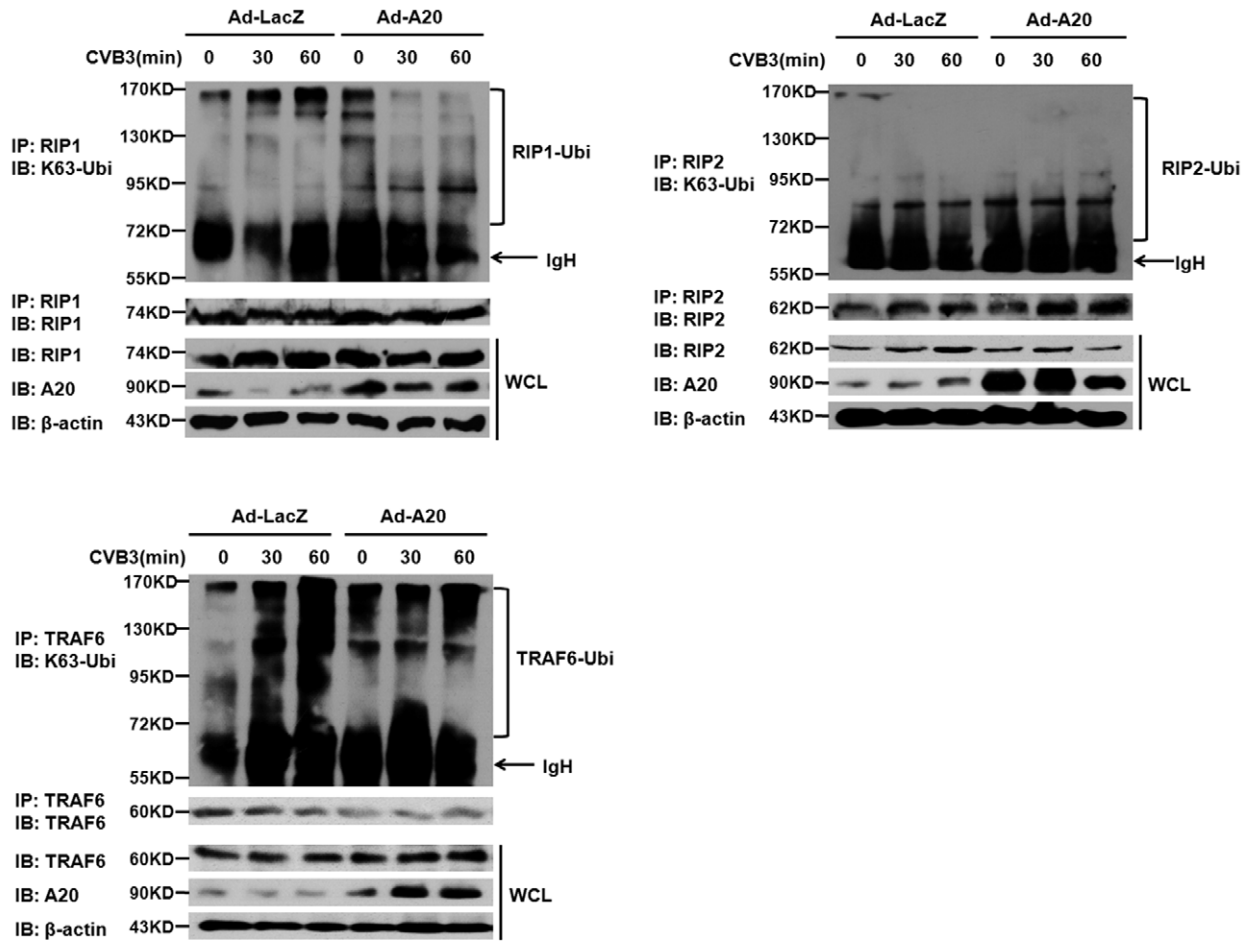 Ad-LacZ Ad-A20
CVB3(min) 0 30 60 0 30 60
170KD
130KD
IP: RIP1
IB: K63-Ubi
RIP1-Ubi
95KD
72KD
IgH
55KD
IP: RIP1
IB: RIP1
74KD
IB: RIP1 74KD
IB: A20 90KD
WCL
IB: β-actin 43KD
Ad-LacZ Ad-A20
CVB3(min) 0 30 60 0 30 60
170KD
130KD
IP: RIP2
IB: K63-Ubi
RIP2-Ubi
95KD
72KD
IgH
55KD
IP: RIP2
IB: RIP2
62KD
IB: RIP2 62KD
IB: A20 90KD
WCL
IB: β-actin 43KD
Ad-LacZ Ad-A20
CVB3(min) 0 30 60 0 30 60
170KD
130KD
IP: TRAF6
IB: K63-Ubi
TRAF6-Ubi
95KD
72KD
IgH
55KD
IP: TRAF6
IB: TRAF6
60KD
IB: TRAF6 60KD
IB: A20 90KD
WCL
IB: β-actin 43KD